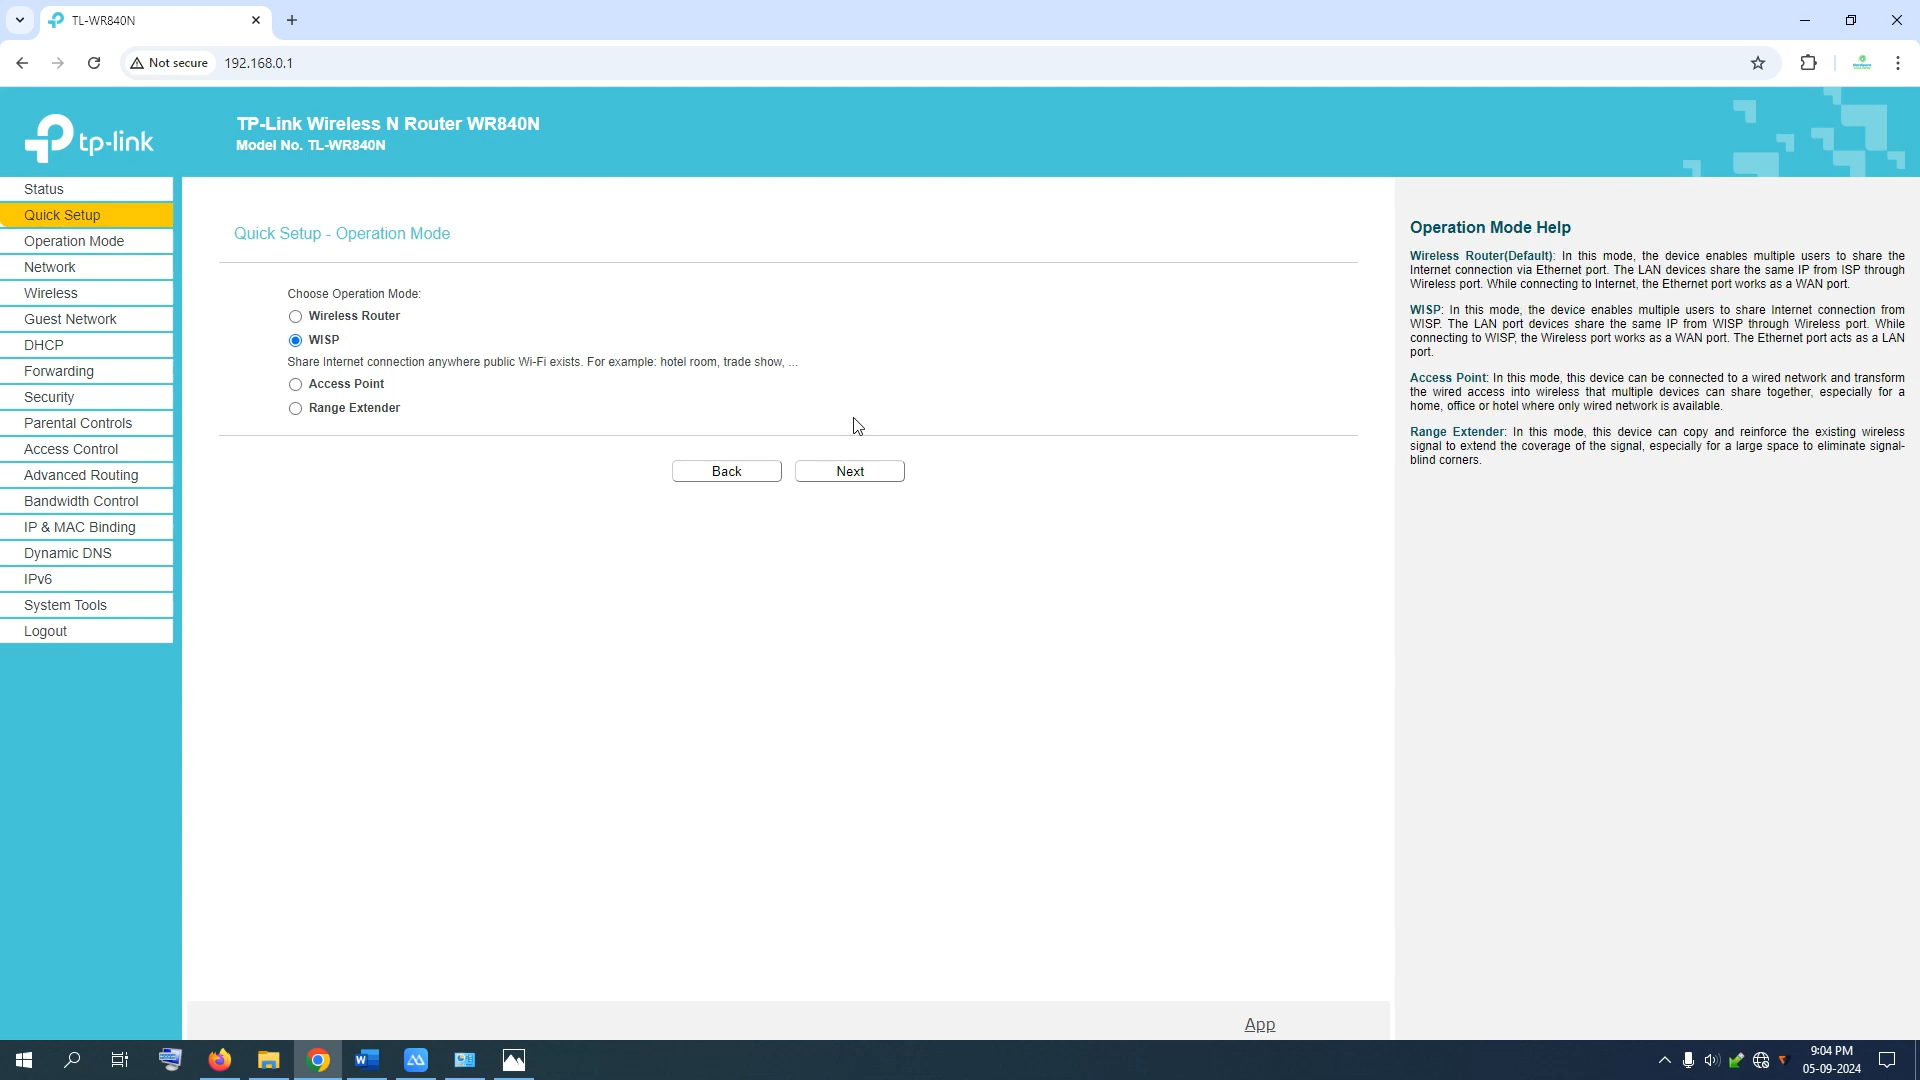 TL-WR840N
Not secure
192.168.0.1
tp-link
TP-Link Wireless N Router WR840N
Model No. TL-WR840N
Status
Quick Setup
Operation Mode
Network
Wireless
Guest Network
DHCP
Forwarding
Security
Parental Controls
Access Control
Advanced Routing
Bandwidth Control
IP & MAC Binding
Dynamic DNS
IPv6
System Tools
Logout
Quick Setup - Operation Mode
Choose Operation Mode:
Wireless Router
WISP
Share Internet connection anywhere public Wi-Fi exists. For example: hotel room, trade show, ...
Access Point
Range Extender
Back
Next
Operation Mode Help
Wireless Router(Default): In this mode, the device enables multiple users to share the
Internet connection via Ethernet port. The LAN devices share the same IP from ISP through
Wireless port. While connecting to Internet, the Ethernet port works as a WAN port.
WISP: In this mode, the device enables multiple users to share Internet connection from
WISP. The LAN port devices share the same IP from WISP through Wireless port. While
connecting to WISP, the Wireless port works as a WAN port. The Ethernet port acts as a LAN
port.
Access Point: In this mode, this device can be connected to a wired network and transform
the wired access into wireless that multiple devices can share together, especially for a
home, office or hotel where only wired network is available.
Range Extender: In this mode, this device can copy and reinforce the existing wireless
signal to extend the coverage of the signal, especially for a large space to eliminate signal-
blind corners.
App
9:04 PM
05-09-2024